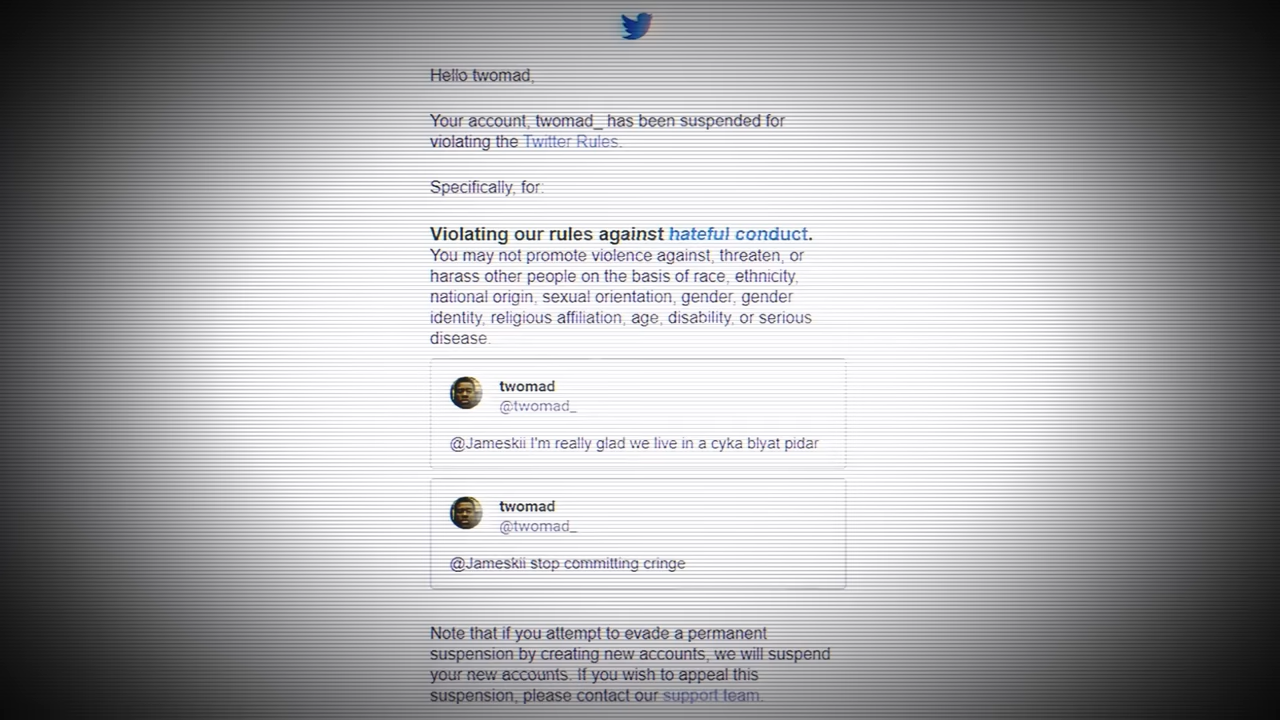 Hello twomad,
Your account, twomad_ has been suspended for
violating the Twitter Rules.
Specifically, for:
Violating our rules against hateful conduct.
You may not promote violence against, threaten, or
harass other people on the basis of race, ethnicity,
national origin, sexual orientation, gender, gender
identity, religious affiliation, age, disability, or serious
disease.
twomad
@twomad_
@Jameskii I'm really glad we live in a cyka blyat pidar
twomad
@twomad_
@Jameskii stop committing cringe
Note that if you attempt to evade a permanent
suspension by creating new accounts, we will suspend
your new accounts. If you wish to appeal this
suspension, please contact our support team.